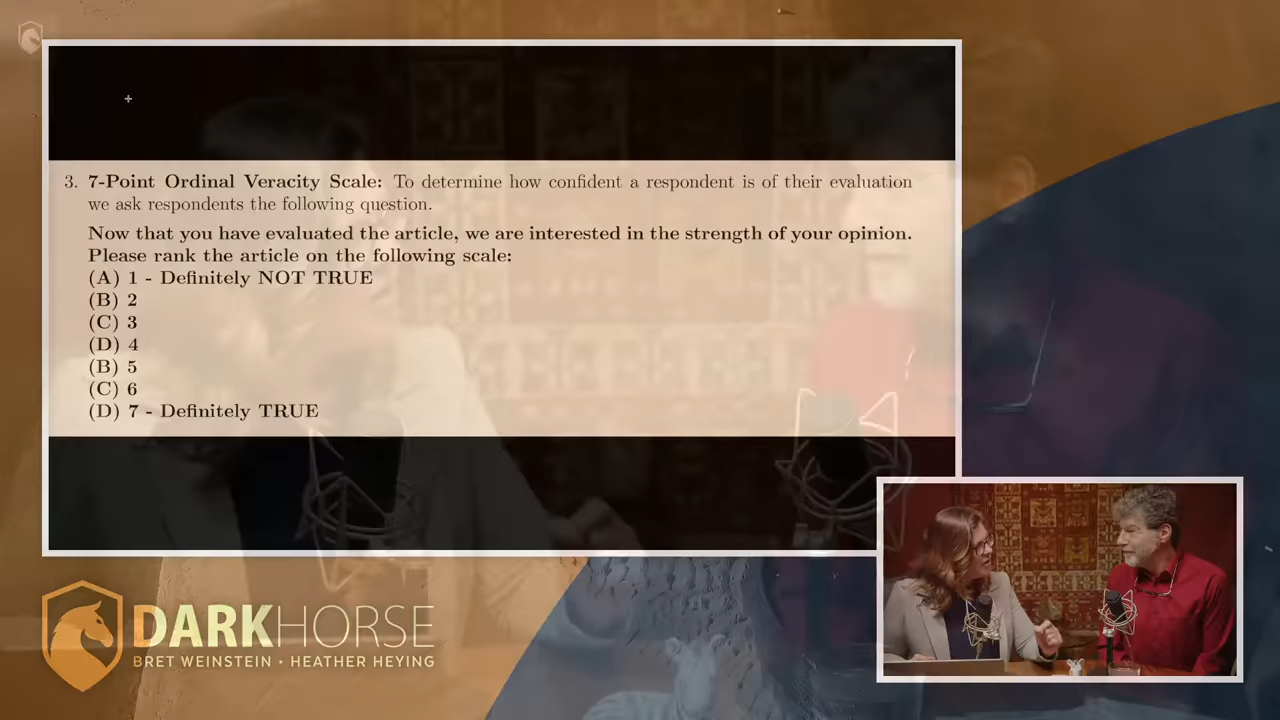 3. 7-Point Ordinal Veracity Scale: To determine how confident a respondent is of their evaluation
we ask respondents the following question.
Now that you have evaluated the article, we are interested in the strength of your opinion.
Please rank the article on the following scale:
(A) 1 - Definitely NOT TRUE
(B) 2
(C) 3
(D) 4
(B) 5
(C) 6
(D) 7 - Definitely TRUE
DARKHORSE
BRET WEINSTEIN • HEATHER HEYING